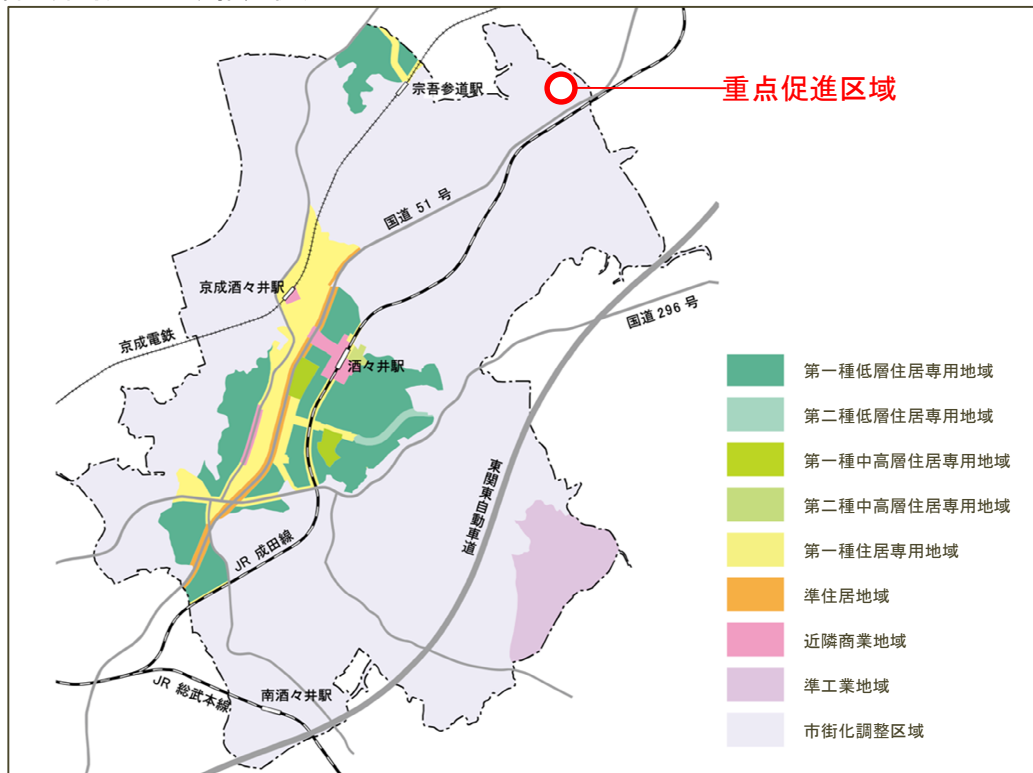 宗吾参道駅
重点促進区域
国道 51 号
京成酒々井駅
国道 296 号
京成電鉄
酒々井駅
第一種低層住居専用地域
第二種低層住居専用地域
第一種中高層住居専用地域
第二種中高層住居専用地域
第一種住居専用地域
準住居地域
近隣商業地域
準工業地域
市街化調整区域
東関東自動車道
JR 成田線
JR 総武本線
南酒々井駅